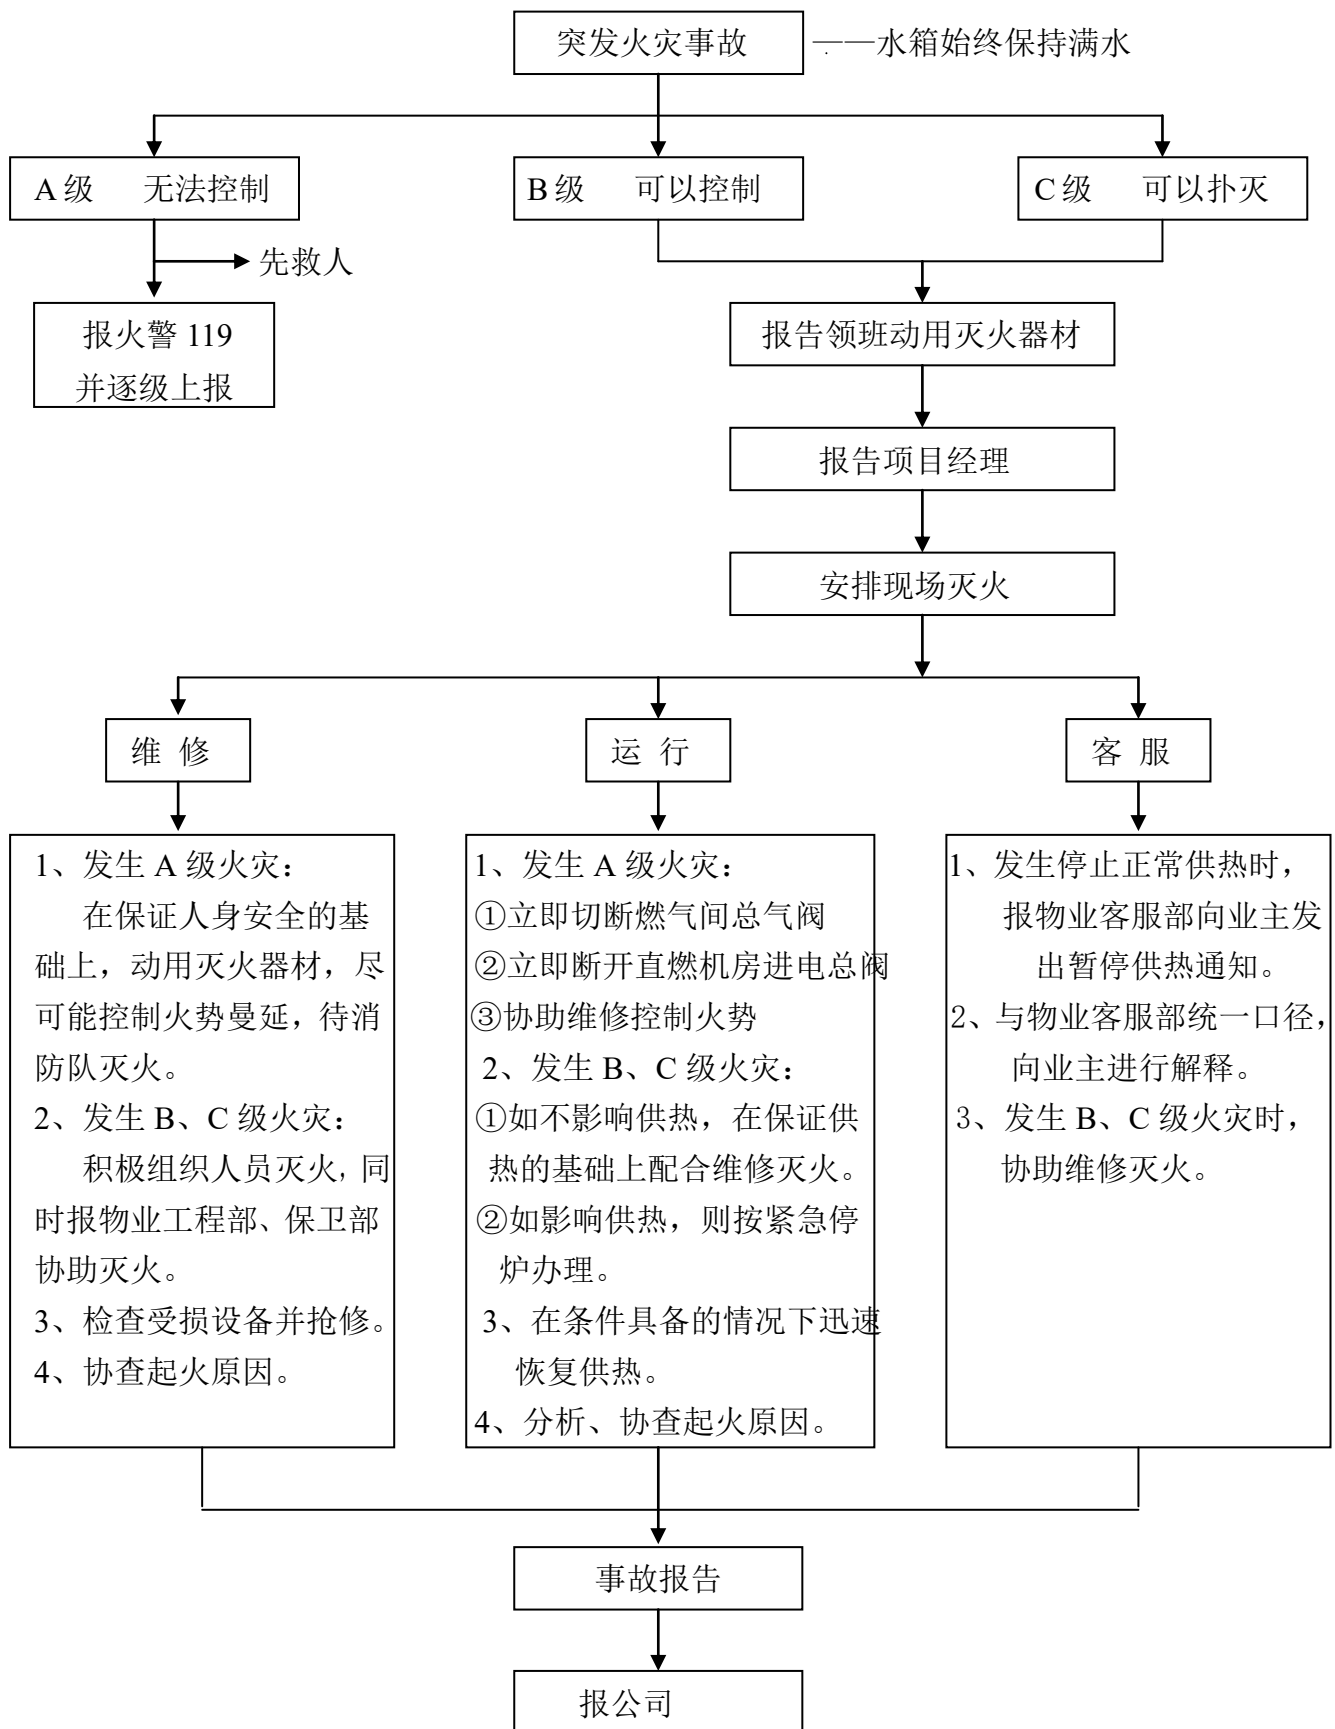 突发火灾事故 ——水箱始终保持满水
A 级 无法控制
B 级 可以控制
C 级 可以扑灭
先救人
报火警 119
并逐级上报
报告领班动用灭火器材
报告项目经理
安排现场灭火
维 修
运 行
客 服
1、发生 A 级火灾：
在保证人身安全的基
础上，动用灭火器材，尽
可能控制火势曼延，待消
防队灭火。
2、发生 B、C 级火灾：
积极组织人员灭火，同
时报物业工程部、保卫部
协助灭火。
3、检查受损设备并抢修。
4、协查起火原因。
1、发生 A 级火灾：
①立即切断燃气间总气阀
②立即断开直燃机房进电总阀
③协助维修控制火势
2、发生 B、C 级火灾：
①如不影响供热，在保证供
热的基础上配合维修灭火。
②如影响供热，则按紧急停
炉办理。
3、在条件具备的情况下迅速
恢复供热。
4、分析、协查起火原因。
1、发生停止正常供热时，
报物业客服部向业主发
出暂停供热通知。
2、与物业客服部统一口径，
向业主进行解释。
3、发生 B、C 级火灾时，
协助维修灭火。
事故报告
报公司